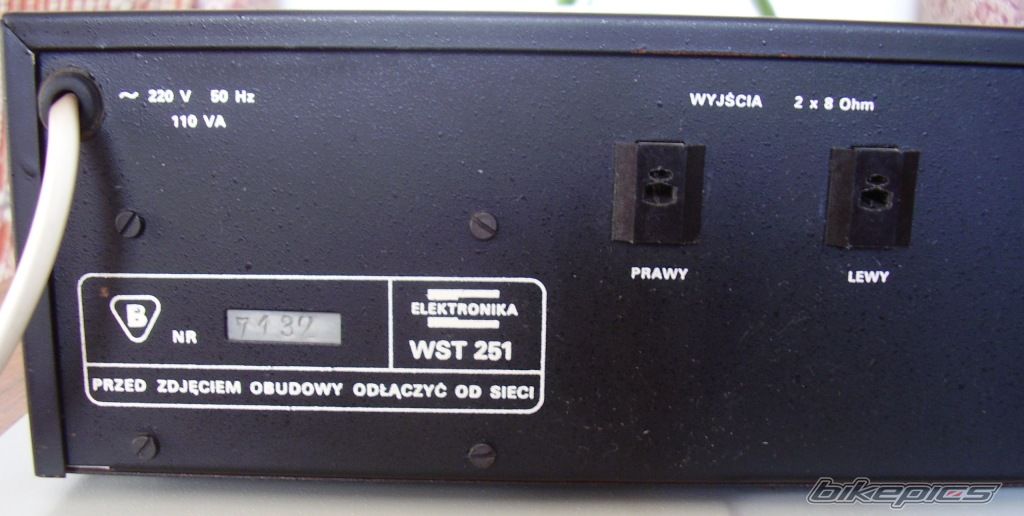 ~ 220 V 50 Hz
110 VA
WYJŚCIA 2 x 8 Ohm
PRAWY
LEWY
B
NR 7132
ELEKTRONIKA
WST 251
PRZED ZDJĘCIEM OBUDOWY ODŁĄCZYĆ OD SIECI
bikepics